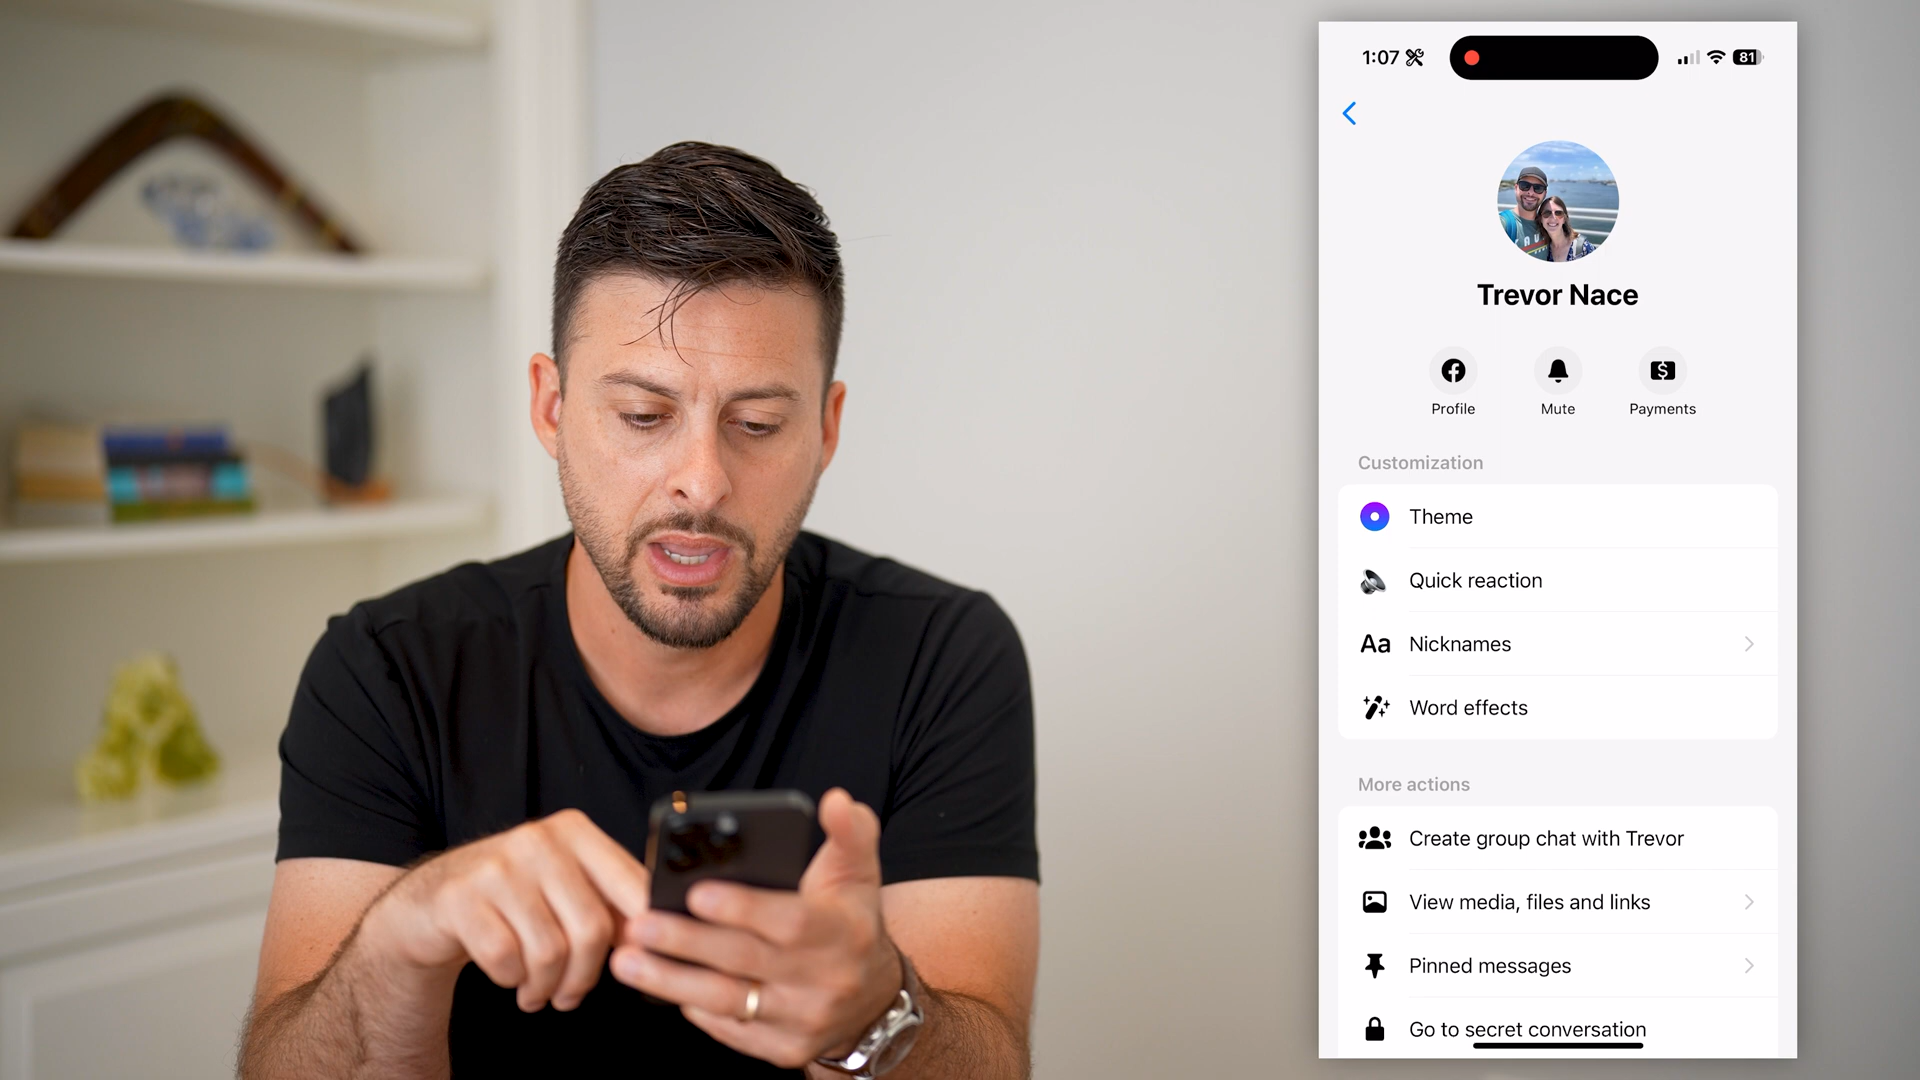 1:07
81
Trevor Nace
Profile
Mute
Payments
Customization
Theme
Quick reaction
Aa Nicknames
Word effects
More actions
Create group chat with Trevor
View media, files and links
Pinned messages
Go to secret conversation